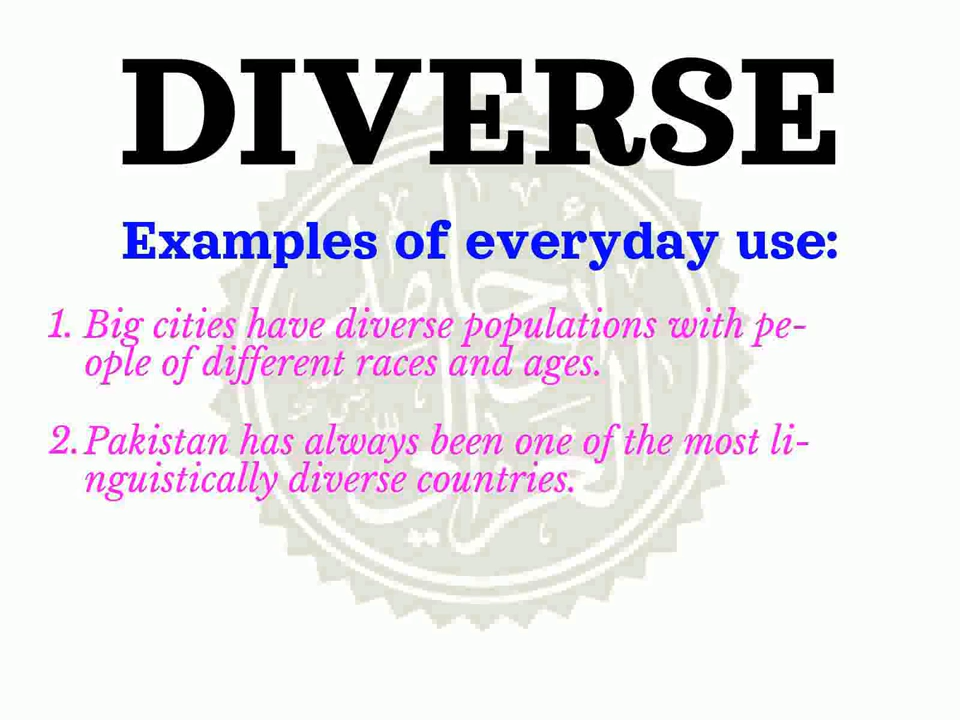 DIVERSE
Examples of everyday use:
1. Big cities have diverse populations with pe-
ople of different races and ages.
2. Pakistan has always been one of the most li-
nguistically diverse countries.